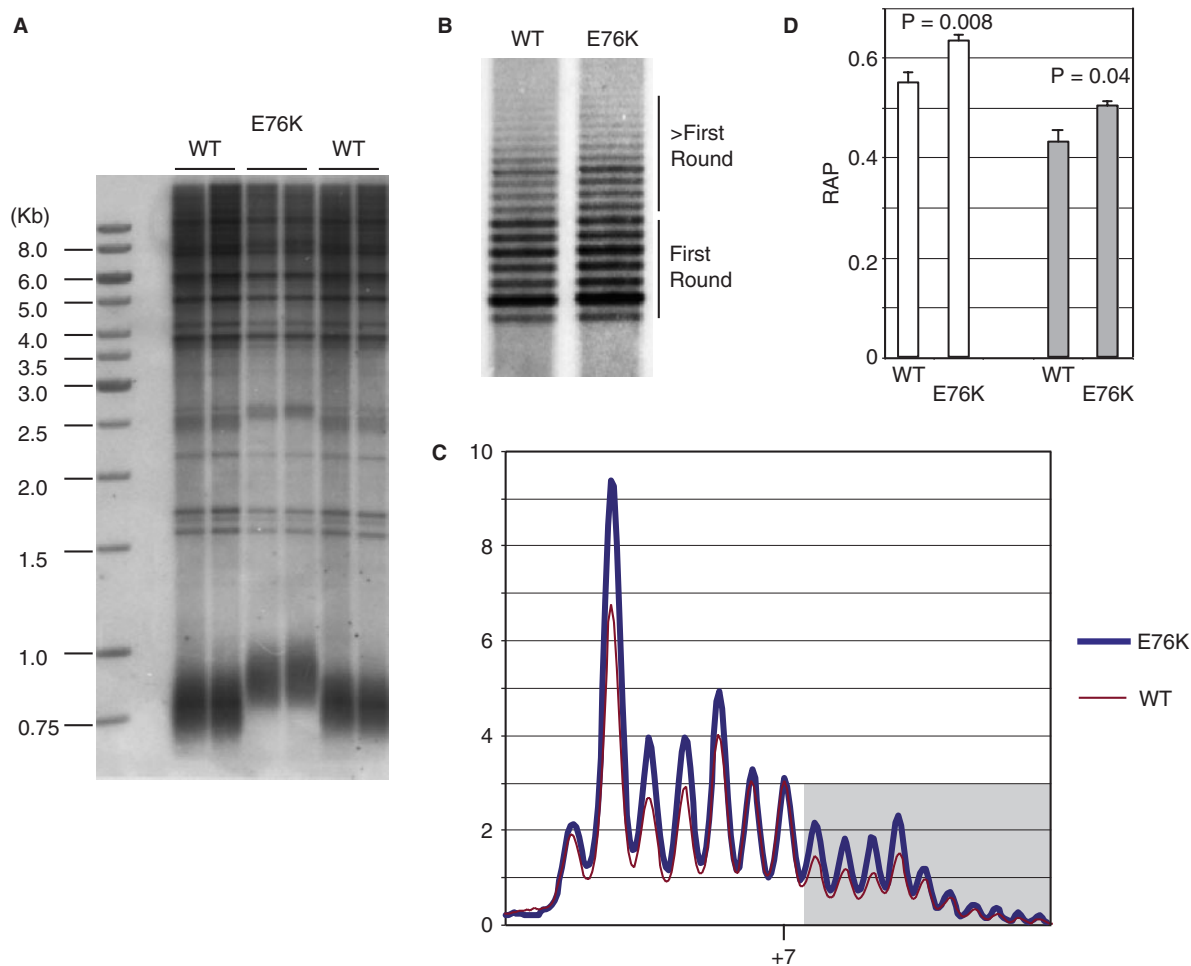 A
E76K
WT
WT
(Kb)
8.0
6.0
5.0
4.0
3.5
3.0
2.5
2.0
1.5
1.0
0.75
B
WT
E76K
>First
Round
First
Round
D
P = 0.008
P = 0.04
0.6
0.4
0.2
0
RAP
WT
E76K
WT
E76K
C
10
8
6
4
2
0
+7
E76K
WT